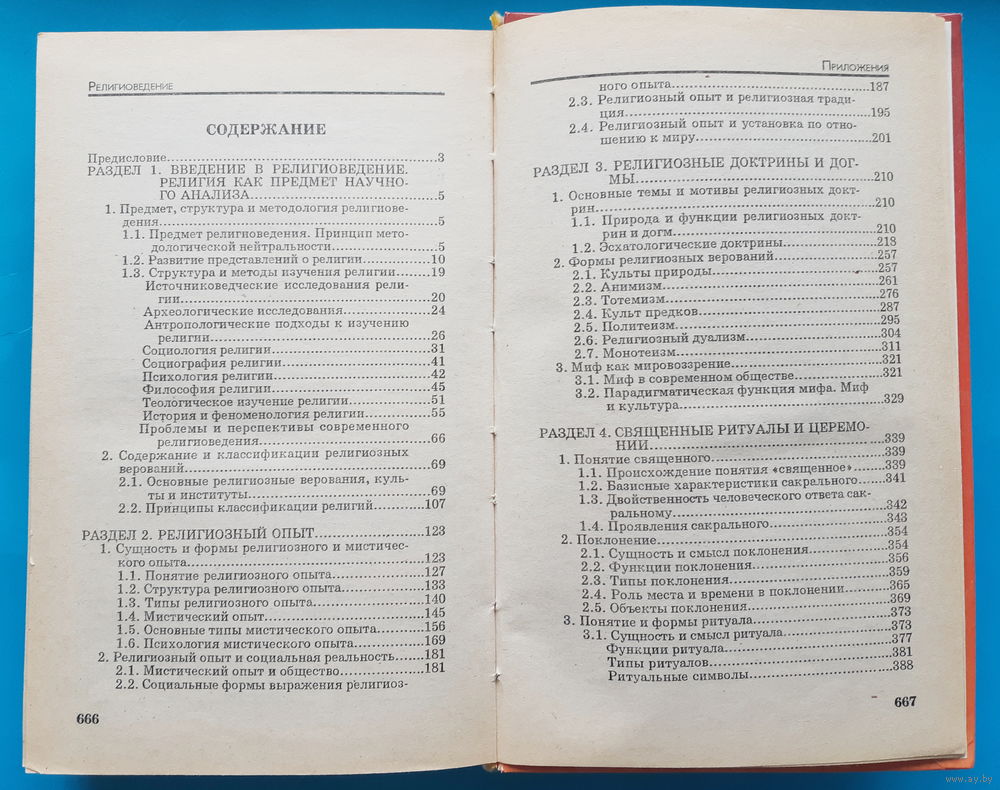 РЕЛИГИОВЕДЕНИЕ
СОДЕРЖАНИЕ
Предисловие...3
РАЗДЕЛ 1. ВВЕДЕНИЕ В РЕЛИГИОВЕДЕНИЕ.
РЕЛИГИЯ КАК ПРЕДМЕТ НАУЧНО-
ГО АНАЛИЗА...5
1. Предмет, структура и методология религиове-
дения...5
1.1. Предмет религиоведения. Принцип мето-
дологической нейтральности...5
1.2. Развитие представлений о религии...10
1.3. Структура и методы изучения религии...19
Источниковедческие исследования рели-
гии...20
Археологические исследования...24
Антропологические подходы к изучению
религии...26
Социология религии...31
Социография религии...41
Психология религии...42
Философия религии...45
Теологическое изучение религии...51
История и феноменология религии...55
Проблемы и перспективы современного
религиоведения...66
2. Содержание и классификации религиозных
верований...69
2.1. Основные религиозные верования, куль-
ты и институты...69
2.2. Принципы классификации религий...107
РАЗДЕЛ 2. РЕЛИГИОЗНЫЙ ОПЫТ...123
1. Сущность и формы религиозного и мистичес-
кого опыта...123
1.1. Понятие религиозного опыта...127
1.2. Структура религиозного опыта...133
1.3. Типы религиозного опыта...140
1.4. Мистический опыт...145
1.5. Основные типы мистического опыта...156
1.6. Психология мистического опыта...169
2. Религиозный опыт и социальная реальность...181
2.1. Мистический опыт и общество...181
2.2. Социальные формы выражения религиоз-
666
ПРИЛОЖЕНИЯ
ного опыта...187
2.3. Религиозный опыт и религиозная тради-
ция...195
2.4. Религиозный опыт и установка по отно-
шению к миру...201
РАЗДЕЛ 3. РЕЛИГИОЗНЫЕ ДОКТРИНЫ И ДОГ-
МЫ...210
1. Основные темы и мотивы религиозных докт-
рин...210
1.1. Природа и функции религиозных докт-
рин и догм...210
1.2. Эсхатологические доктрины...218
2. Формы религиозных верований...257
2.1. Культы природы...257
2.2. Анимизм...261
2.3. Тотемизм...276
2.4. Культ предков...287
2.5. Политеизм...295
2.6. Религиозный дуализм...304
2.7. Монотеизм...311
3. Миф как мировоззрение...321
3.1. Миф в современном обществе...321
3.2. Парадигматическая функция мифа. Миф
и культура...329
РАЗДЕЛ 4. СВЯЩЕННЫЕ РИТУАЛЫ И ЦЕРЕМО-
НИИ...339
1. Понятие священного...339
1.1. Происхождение понятия «священное»...339
1.2. Базисные характеристики сакрального...341
1.3. Двойственность человеческого ответа сак-
ральному...342
1.4. Проявления сакрального...343
2. Поклонение...354
2.1. Сущность и смысл поклонения...354
2.2. Функции поклонения...356
2.3. Типы поклонения...359
2.4. Роль места и времени в поклонении...365
2.5. Объекты поклонения...369
3. Понятие и формы ритуала...373
3.1. Сущность и смысл ритуала...373
Функции ритуала...377
Типы ритуалов...381
Ритуальные символы...388
667
www.ay.by